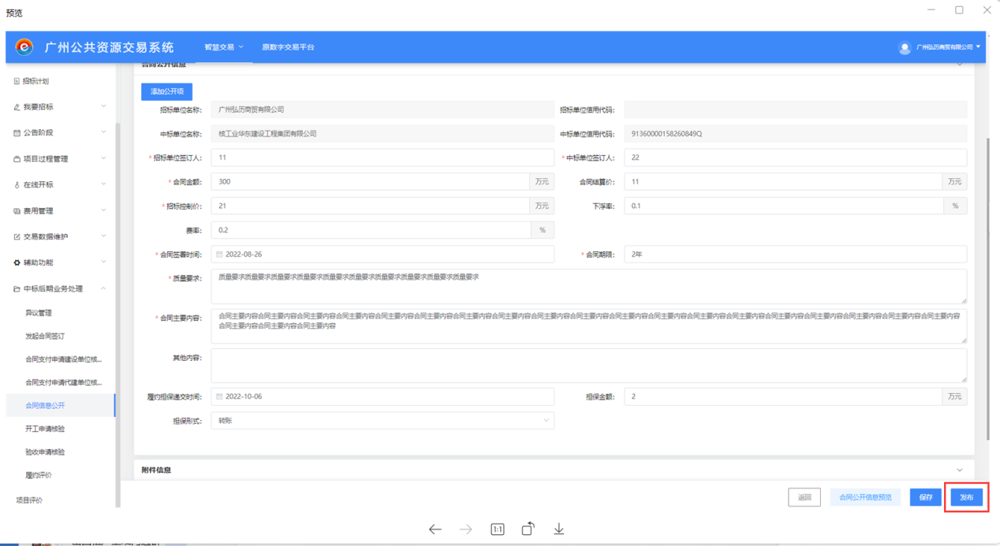 预览
广州公共资源交易系统
智慧交易
原数字交易平台
广州弘历商贸有限公司
招标计划
我要招标
公告阶段
项目过程管理
在线开标
费用管理
交易数据维护
辅助功能
中标后期业务处理
异议管理
发起合同签订
合同支付申请建设单位核...
合同支付申请代建单位核...
合同信息公开
开工申请核验
验收申请核验
履约评价
项目评价
合同公开信息
添加公开项
招标单位名称: 广州弘历商贸有限公司 招标单位信用代码:
中标单位名称: 核工业华东建设工程集团有限公司 中标单位信用代码: 91360000158260849Q
* 招标单位签订人: 11 * 中标单位签订人: 22
* 合同金额: 300 万元 合同结算价: 11 万元
* 招标控制价: 21 万元 下浮率: 0.1 %
费率: 0.2 %
* 合同签署时间: 2022-08-26 * 合同期限: 2年
* 质量要求: 质量要求质量要求质量要求质量要求质量要求质量要求质量要求质量要求质量要求质量要求
* 合同主要内容: 合同主要内容合同主要内容合同主要内容合同主要内容合同主要内容合同主要内容合同主要内容合同主要内容合同主要内容合同主要内容合同主要内容合同主要内容合同主要内容合同主要内容合同主要内容合同主要内容合同主要内容合同主要内容合同主要内容
合同主要内容合同主要内容合同主要内容
其他内容:
履约担保递交时间: 2022-10-06 担保金额: 2 万元
担保形式: 转账
附件信息
返回 合同公开信息预览 保存 发布
1:1